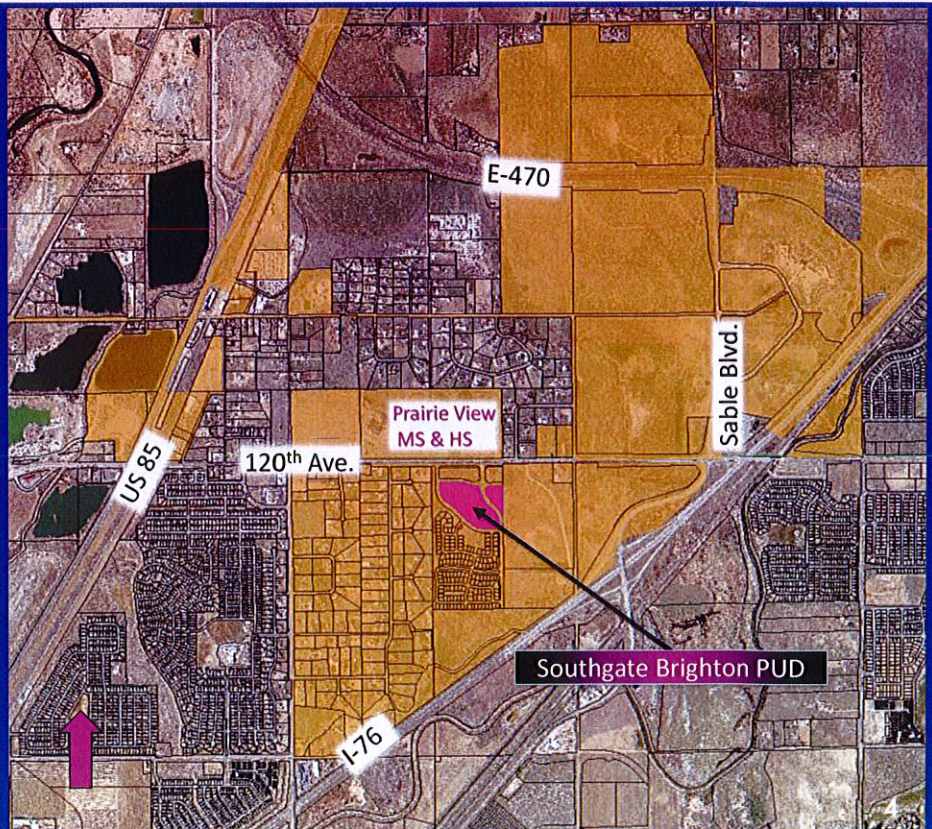 E-470
Sable Blvd.
Prairie View
MS & HS
120th Ave.
US 85
Southgate Brighton PUD
I-76
4